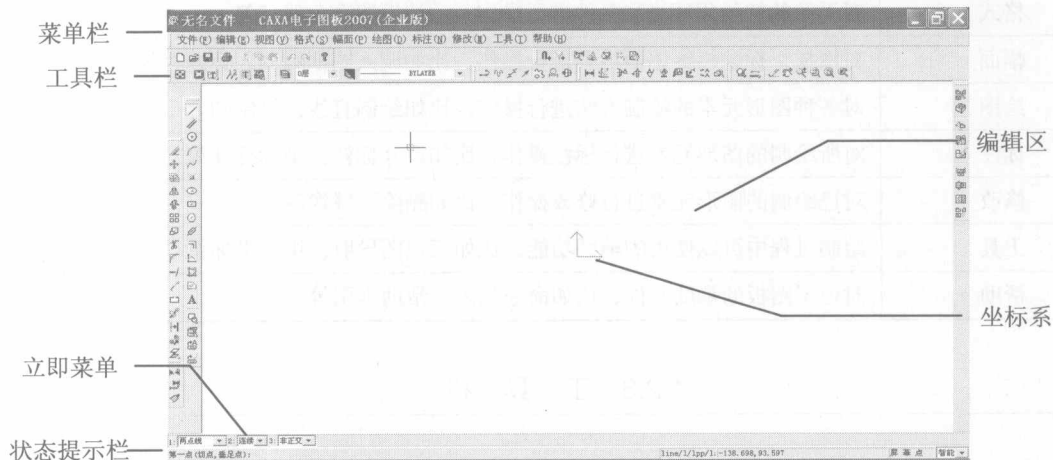 无名文件 - CAXA电子图板2007(企业版)
菜单栏
文件(F) 编辑(E) 视图(V) 格式(S) 幅面(P) 绘图(D) 标注(N) 修改(M) 工具(T) 帮助(H)
工具栏
0层
BYLAYER
编辑区
坐标系
A
立即菜单
1: 两点线 2: 连续 3: 非正交
状态提示栏
第一点(切点,垂足点):
line/l/lpp/l:-138.698,93.597
屏幕点
智能